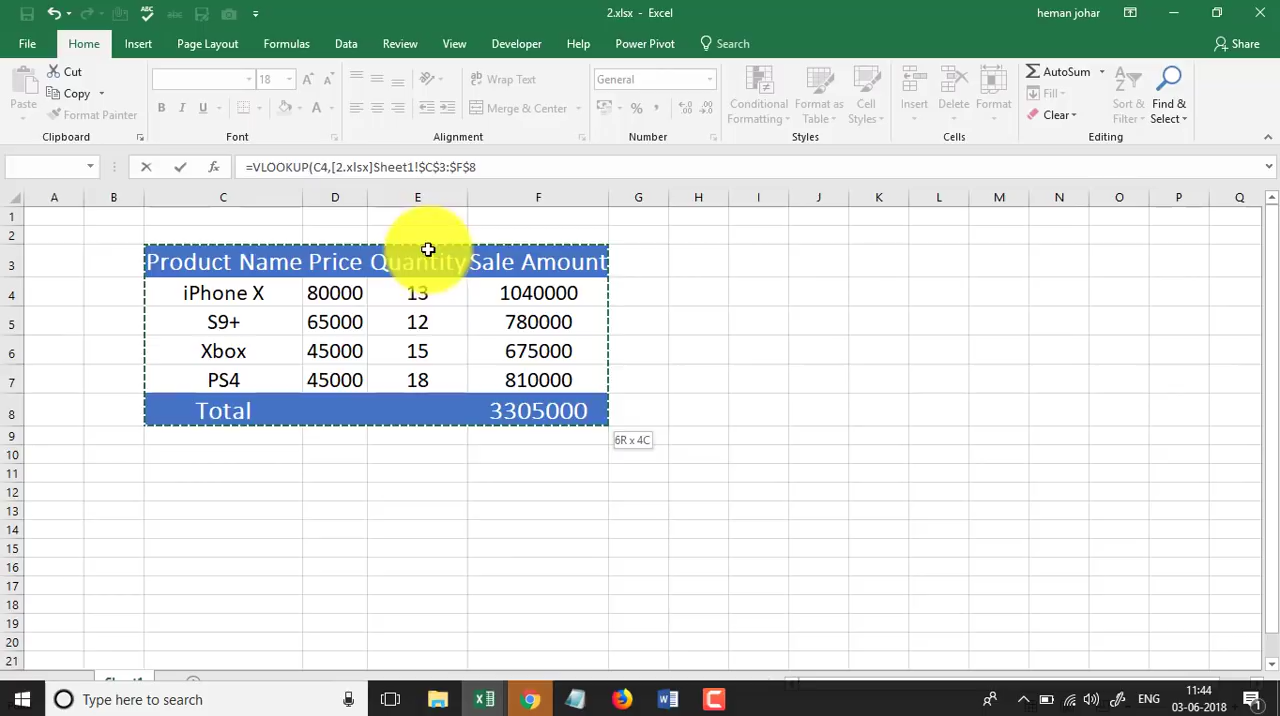 2.xlsx - Excel
heman johar
File Home Insert Page Layout Formulas Data Review View Developer Help Power Pivot Search Share
Paste
Cut
Copy
Format Painter
Clipboard
18
Font
Wrap Text
Merge & Center
Alignment
General
Number
Conditional Formatting
Format as Table
Cell Styles
Styles
Insert
Delete
Format
Cells
AutoSum
Fill
Clear
Sort & Filter
Find & Select
Editing
=VLOOKUP(C4,[2.xlsx]Sheet1!$C$3:$F$8
A B C D E F G H I J K L M N O P Q
1
2
3 Product Name Price Quantity Sale Amount
4 iPhone X 80000 13 1040000
5 S9+ 65000 12 780000
6 Xbox 45000 15 675000
7 PS4 45000 18 810000
8 Total 3305000
9 6R x 4C
10
11
12
13
14
15
16
17
18
19
20
21
Sheet1
Type here to search
ENG
11:44
03-06-2018
1